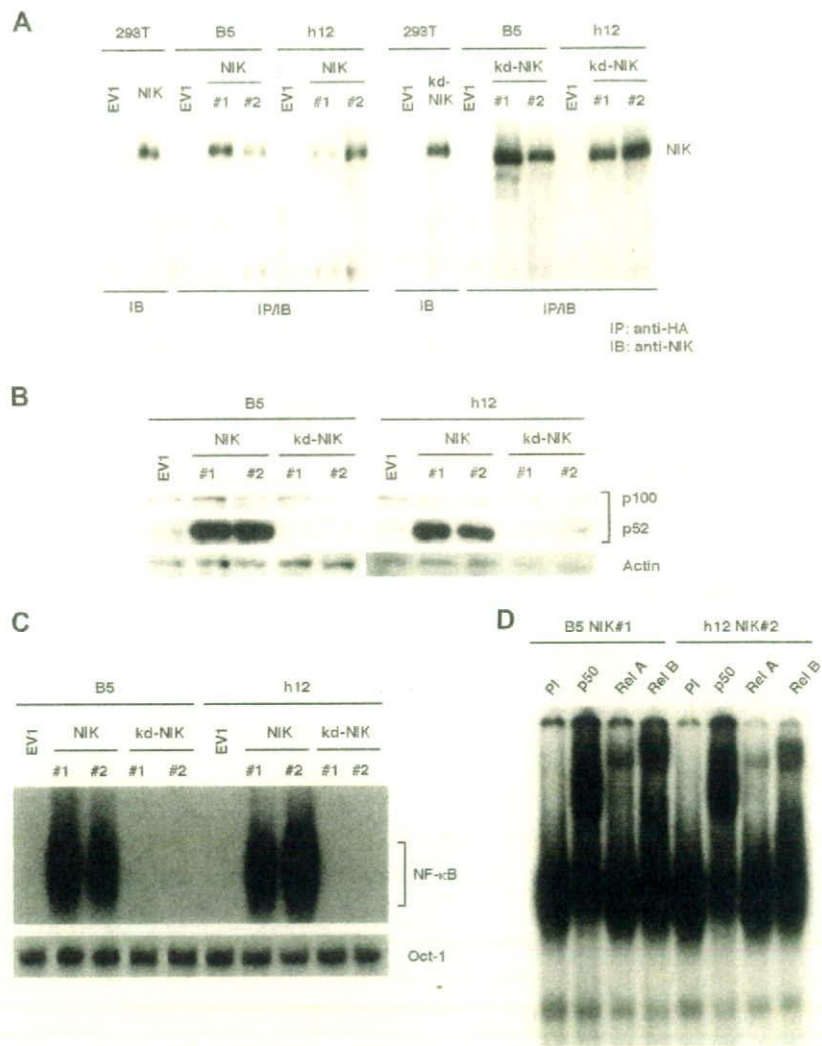 A
293T B5 h12 293T B5 h12
NIK NIK kd-NIK kd-NIK
EV1 NIK EV1 #1 #2 EV1 #1 #2 EV1 kd-NIK EV1 #1 #2 EV1 #1 #2
NIK
IB IP/IB IB IP/IB
IP: anti-HA
IB: anti-NIK
B
B5 h12
NIK kd-NIK NIK kd-NIK
EV1 #1 #2 #1 #2 EV1 #1 #2 #1 #2
p100
p52
Actin
C
B5 h12
NIK kd-NIK NIK kd-NIK
EV1 #1 #2 #1 #2 EV1 #1 #2 #1 #2
NF-κB
Oct-1
D
B5 NIK#1 h12 NIK#2
PI p50 Rel A Rel B PI p50 Rel A Rel B